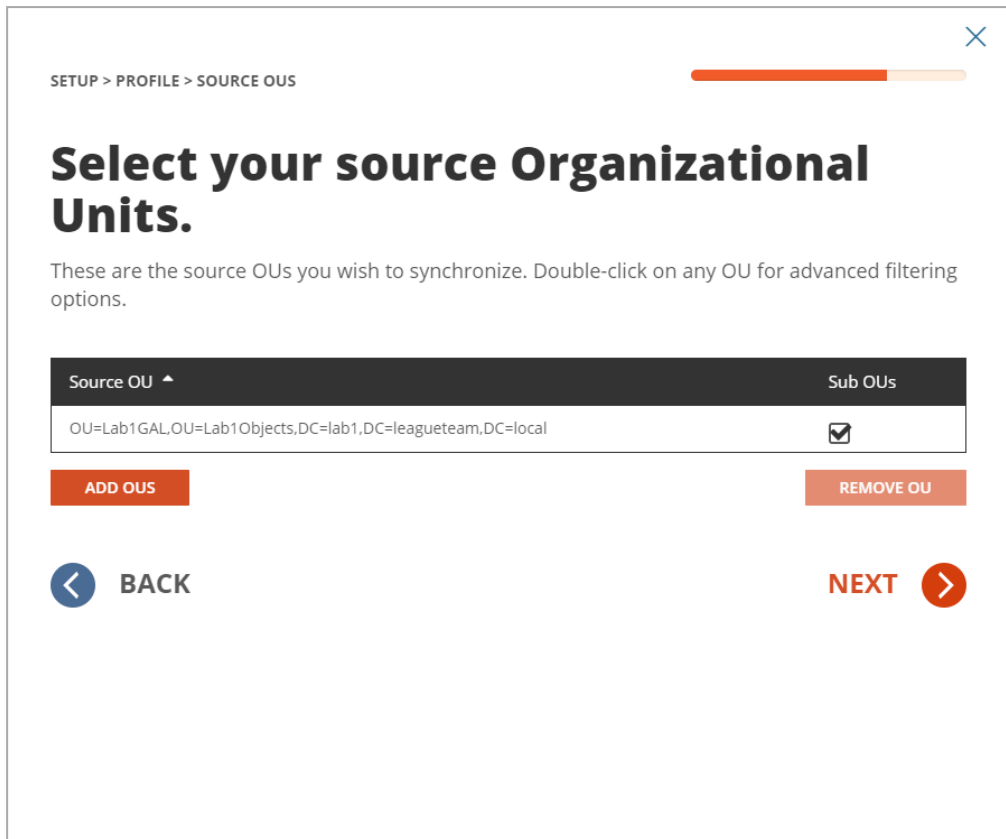 SETUP > PROFILE > SOURCE OUS
Select your source Organizational
Units.
These are the source OUs you wish to synchronize. Double-click on any OU for advanced filtering
options.
Source OU Sub OUs
OU=Lab1GAL,OU=Lab1Objects,DC=lab1,DC=leagueteam,DC=local
ADD OUS REMOVE OU
BACK NEXT